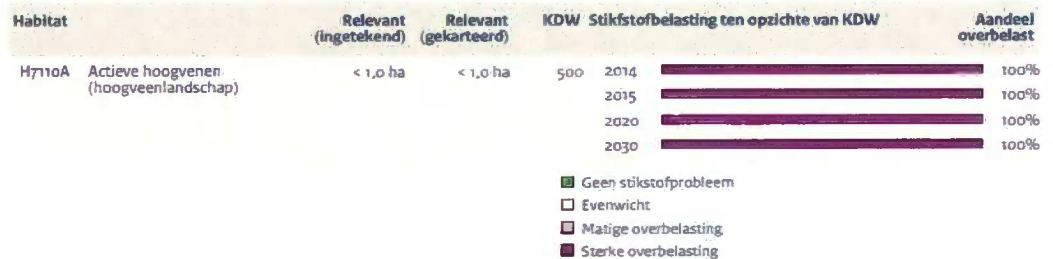 Habitat Relevant (ingetekend) Relevant (gekarteerd) KDW Stikfstofbelasting ten opzichte van KDW Aandeel overbelast
H7110A Actieve hoogvenen (hoogveenlandschap) < 1,0 ha < 1,0 ha 500 2014 100%
2015 100%
2020 100%
2030 100%
Geen stikstofprobleem
Evenwicht
Matige overbelasting
Sterke overbelasting